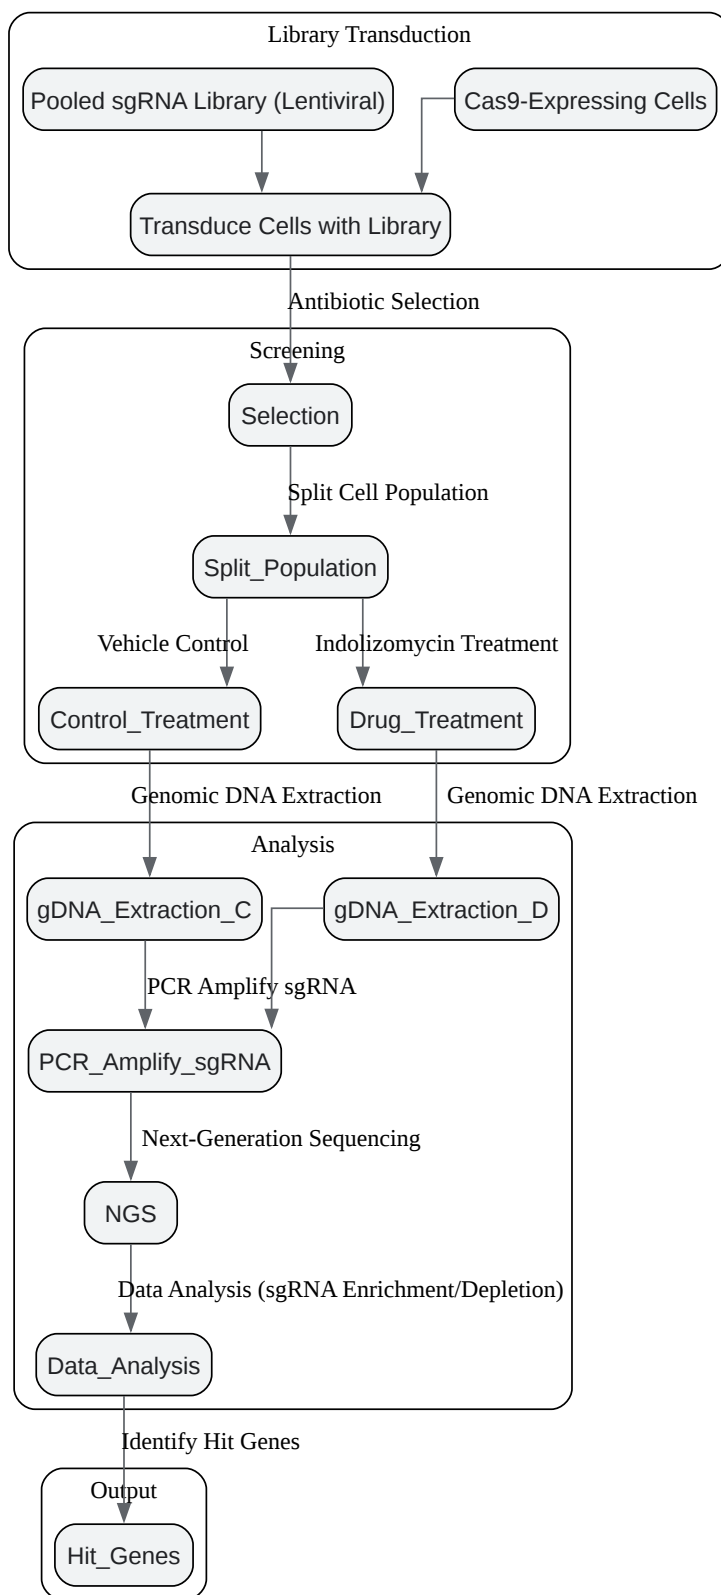 Library Transduction
Pooled sgRNA Library (Lentiviral)
Cas9-Expressing Cells
Transduce Cells with Library
Antibiotic Selection
Screening
Selection
Split Cell Population
Split_Population
Vehicle Control
Indolizomycin Treatment
Control_Treatment
Drug_Treatment
Genomic DNA Extraction
Genomic DNA Extraction
Analysis
gDNA_Extraction_C
gDNA_Extraction_D
PCR Amplify sgRNA
PCR_Amplify_sgRNA
Next-Generation Sequencing
NGS
Data Analysis (sgRNA Enrichment/Depletion)
Data_Analysis
Identify Hit Genes
Output
Hit_Genes